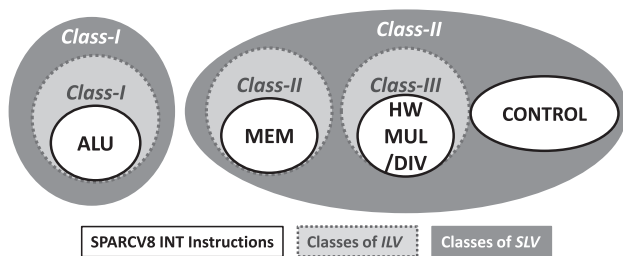 Class-I
Class-II
Class-I
Class-II
Class-III
ALU
MEM
HW
MUL
/DIV
CONTROL
SPARCV8 INT Instructions
Classes of ILV
Classes of SLV